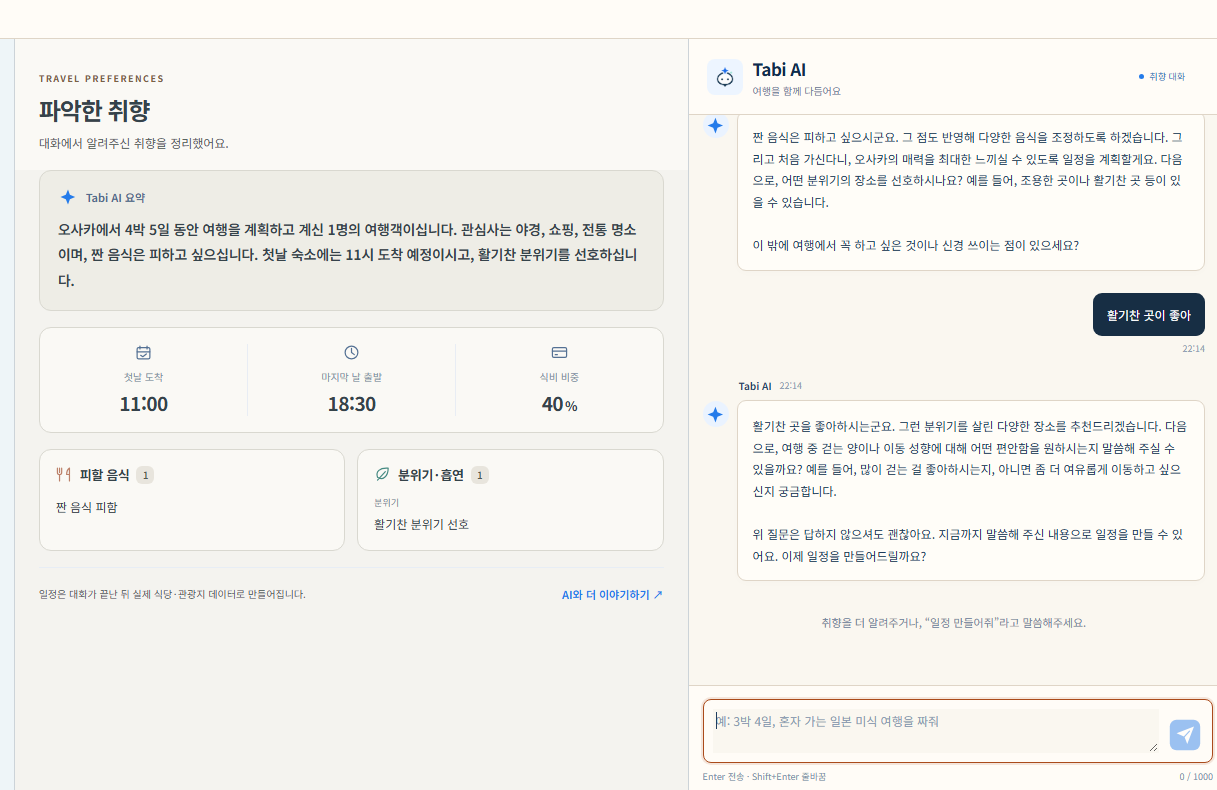 TRAVEL PREFERENCES
파악한 취향
대화에서 알려주신 취향을 정리했어요.
Tabi AI 요약
오사카에서 4박 5일 동안 여행을 계획하고 계신 1명의 여행객이십니다. 관심사는 야경, 쇼핑, 전통 명소
이며, 짠 음식은 피하고 싶으십니다. 첫날 숙소에는 11시 도착 예정이시고, 활기찬 분위기를 선호하십니
다.
첫날 도착
11:00
마지막 날 출발
18:30
식비 비중
40%
피할 음식 1
짠 음식 피함
분위기·흡연 1
분위기
활기찬 분위기 선호
일정은 대화가 끝난 뒤 실제 식당·관광지 데이터로 만들어집니다.
AI와 더 이야기하기 ↗
Tabi AI
여행을 함께 다듬어요
취향 대화
짠 음식은 피하고 싶으시군요. 그 점도 반영해 다양한 음식을 조정하도록 하겠습니다. 그
리고 처음 가신다니, 오사카의 매력을 최대한 느끼실 수 있도록 일정을 계획할게요. 다음
으로, 어떤 분위기의 장소를 선호하시나요? 예를 들어, 조용한 곳이나 활기찬 곳 등이 있
을 수 있습니다.
이 밖에 여행에서 꼭 하고 싶은 것이나 신경 쓰이는 점이 있으세요?
활기찬 곳이 좋아
22:14
Tabi AI 22:14
활기찬 곳을 좋아하시는군요. 그런 분위기를 살린 다양한 장소를 추천드리겠습니다. 다음
으로, 여행 중 걷는 양이나 이동 성향에 대해 어떤 편안함을 원하시는지 말씀해 주실 수
있을까요? 예를 들어, 많이 걷는 걸 좋아하시는지, 아니면 좀 더 여유롭게 이동하고 싶으
신지 궁금합니다.
위 질문은 답하지 않으셔도 괜찮아요. 지금까지 말씀해 주신 내용으로 일정을 만들 수 있
어요. 이제 일정을 만들어드릴까요?
취향을 더 알려주거나, “일정 만들어줘”라고 말씀해주세요.
예: 3박 4일, 혼자 가는 일본 미식 여행을 짜줘
Enter 전송 · Shift+Enter 줄바꿈
0 / 1000